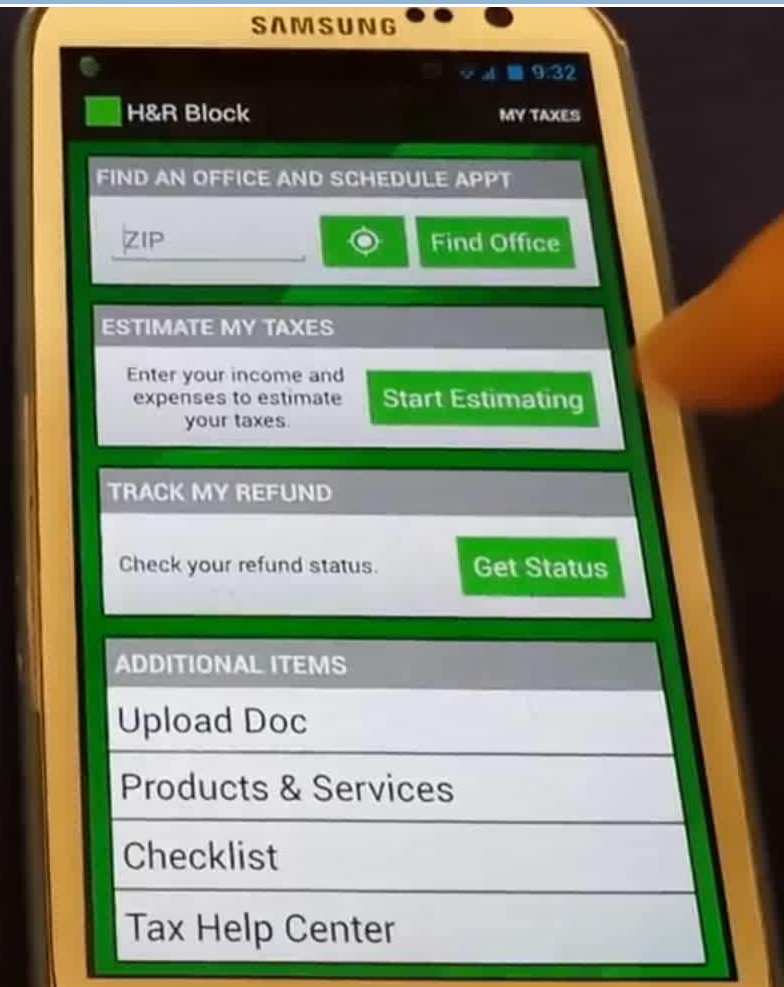 SAMSUNG
9:32
H&R Block
MY TAXES
FIND AN OFFICE AND SCHEDULE APPT
ZIP
Find Office
ESTIMATE MY TAXES
Enter your income and
expenses to estimate
your taxes.
Start Estimating
TRACK MY REFUND
Check your refund status.
Get Status
ADDITIONAL ITEMS
Upload Doc
Products & Services
Checklist
Tax Help Center